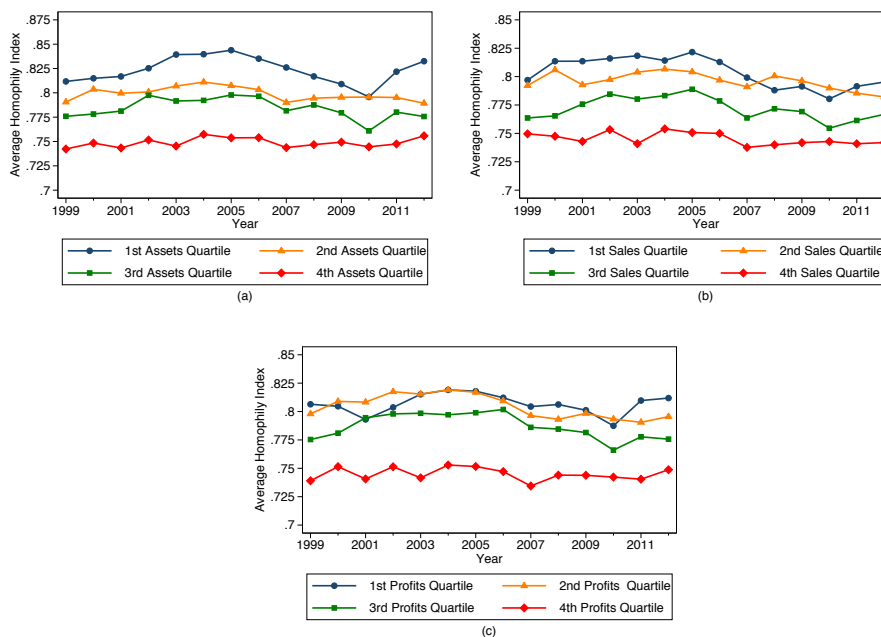 .875
.85
.825
.8
.775
.75
.725
.7
Average Homophily Index
1999 2001 2003 2005 2007 2009 2011
Year
1st Assets Quartile 2nd Assets Quartile
3rd Assets Quartile 4th Assets Quartile
(a)
.85
.825
.8
.775
.75
.725
.7
Average Homophily Index
1999 2001 2003 2005 2007 2009 2011
Year
1st Sales Quartile 2nd Sales Quartile
3rd Sales Quartile 4th Sales Quartile
(b)
.85
.825
.8
.775
.75
.725
.7
Average Homophily Index
1999 2001 2003 2005 2007 2009 2011
Year
1st Profits Quartile 2nd Profits Quartile
3rd Profits Quartile 4th Profits Quartile
(c)